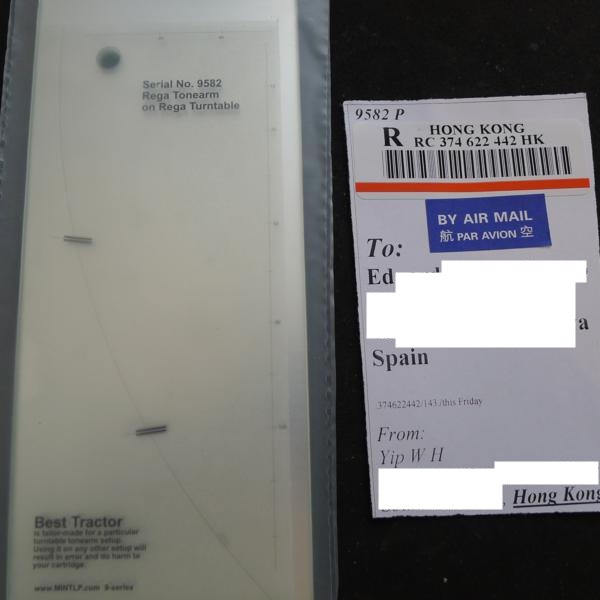 Serial No. 9582
Rega Tonearm
on Rega Turntable
Best Tractor
is tailor-made for a particular
turntable tonearm setup.
Using it on any other setup will
result in error and do harm to
your cartridge.
www.MINTLP.com 9-series
9582 P
R HONG KONG
RC 374 622 442 HK
BY AIR MAIL
航 PAR AVION 空
To:
Spain
374622442/143./this Friday
From:
Yip W H
, Hong Kong